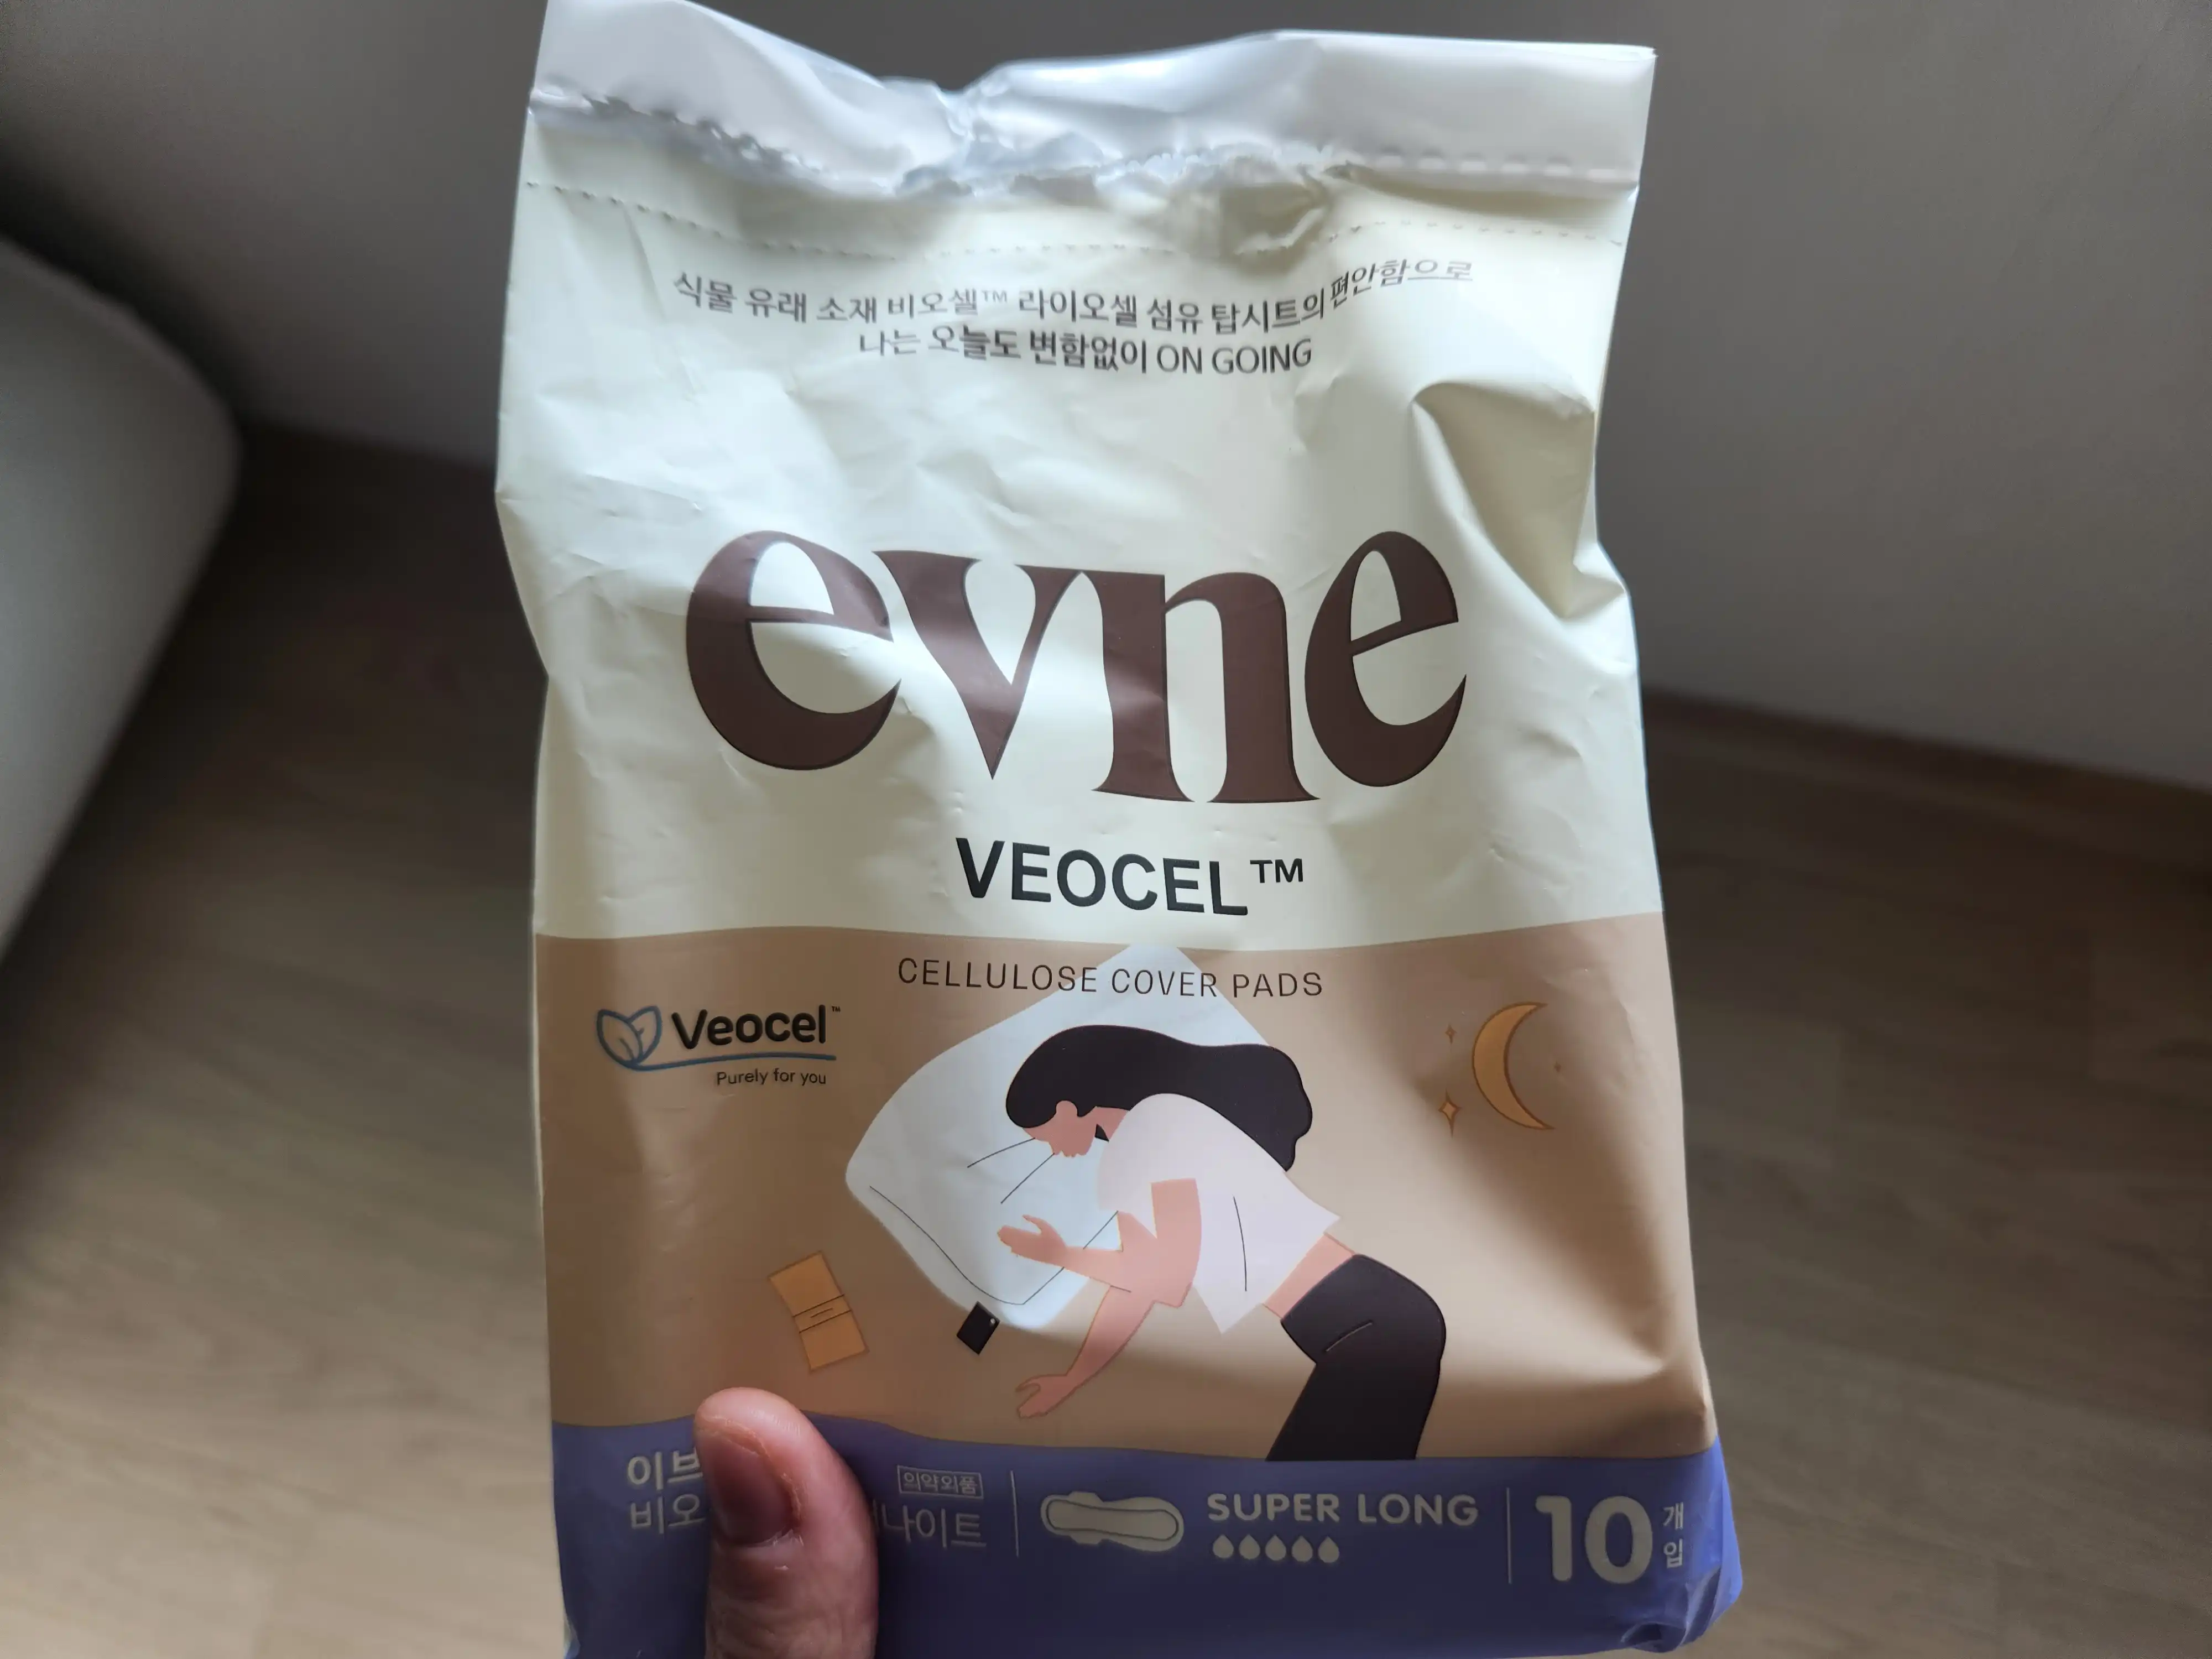 식물 유래 소재 비오셀™ 라이오셀 섬유 탑시트의 편안함으로
나는 오늘도 변함없이 ON GOING
evne
VEOCEL™
CELLULOSE COVER PADS
Veocel™
Purely for you
이브
비오
의약외품
나이트
SUPER LONG
10개입